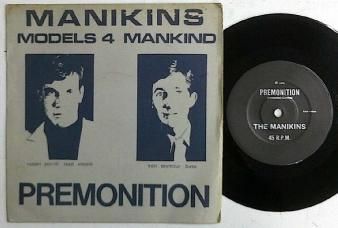 MANIKINS
MODELS 4 MANKIND
PREMONITION
PREMONITION
THE MANIKINS
45 R.P.M.